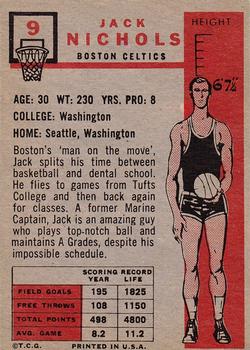 9
JACK
NICHOLS
BOSTON CELTICS
HEIGHT
6'7½
AGE: 30 WT: 230 YRS. PRO: 8
COLLEGE: Washington
HOME: Seattle, Washington
Boston's 'man on the move',
Jack splits his time between
basketball and dental school.
He flies to games from Tufts
College and then back again
for classes. A former Marine
Captain, Jack is an amazing guy
who plays top-notch ball and
maintains A Grades, despite his
impossible schedule.
SCORING RECORD
YEAR LIFE
FIELD GOALS 195 1825
FREE THROWS 108 1150
TOTAL POINTS 498 4800
AVG. GAME 8.2 11.2
©T.C.G. PRINTED IN U.S.A.